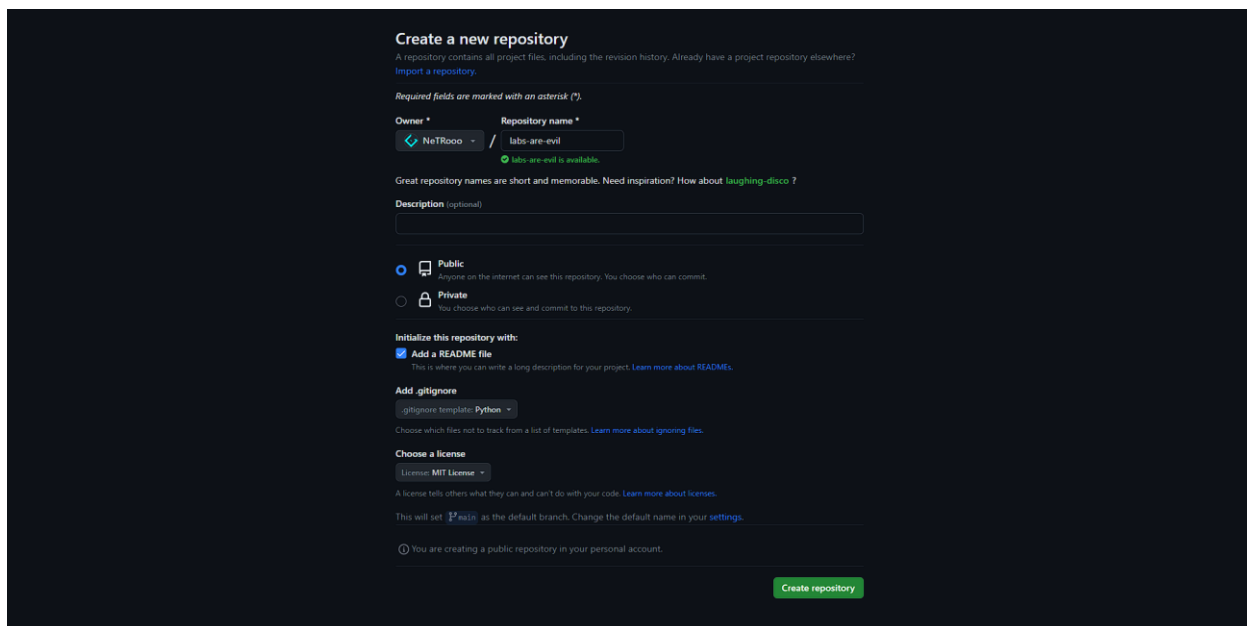 Create a new repository
A repository contains all project files, including the revision history. Already have a project repository elsewhere?
Import a repository.
Required fields are marked with an asterisk (*).
Owner * Repository name *
NeTRooo / labs-are-evil
labs-are-evil is available.
Great repository names are short and memorable. Need inspiration? How about laughing-disco ?
Description (optional)
Public
Anyone on the internet can see this repository. You choose who can commit.
Private
You choose who can see and commit to this repository.
Initialize this repository with:
Add a README file
This is where you can write a long description for your project. Learn more about READMEs.
Add .gitignore
.gitignore template: Python
Choose which files not to track from a list of templates. Learn more about ignoring files.
Choose a license
License: MIT License
A license tells others what they can and can't do with your code. Learn more about licenses.
This will set main as the default branch. Change the default name in your settings.
You are creating a public repository in your personal account.
Create repository